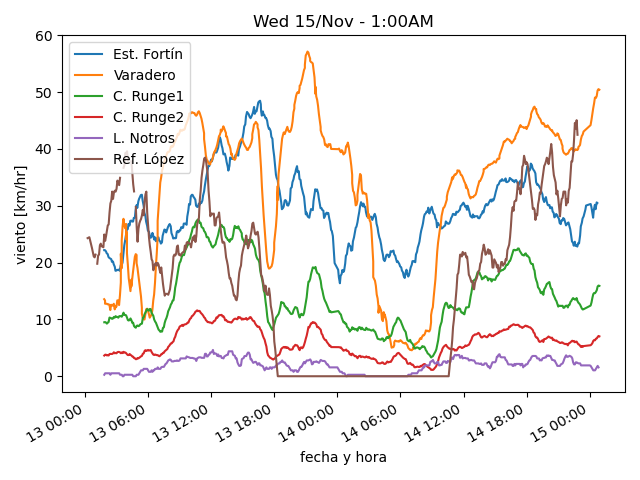 Wed 15/Nov - 1:00AM
viento [km/hr]
60
50
40
30
20
10
0
Est. Fortín
Varadero
C. Runge1
C. Runge2
L. Notros
Ref. López
13 00:00
13 06:00
13 12:00
13 18:00
14 00:00
14 06:00
14 12:00
14 18:00
15 00:00
fecha y hora